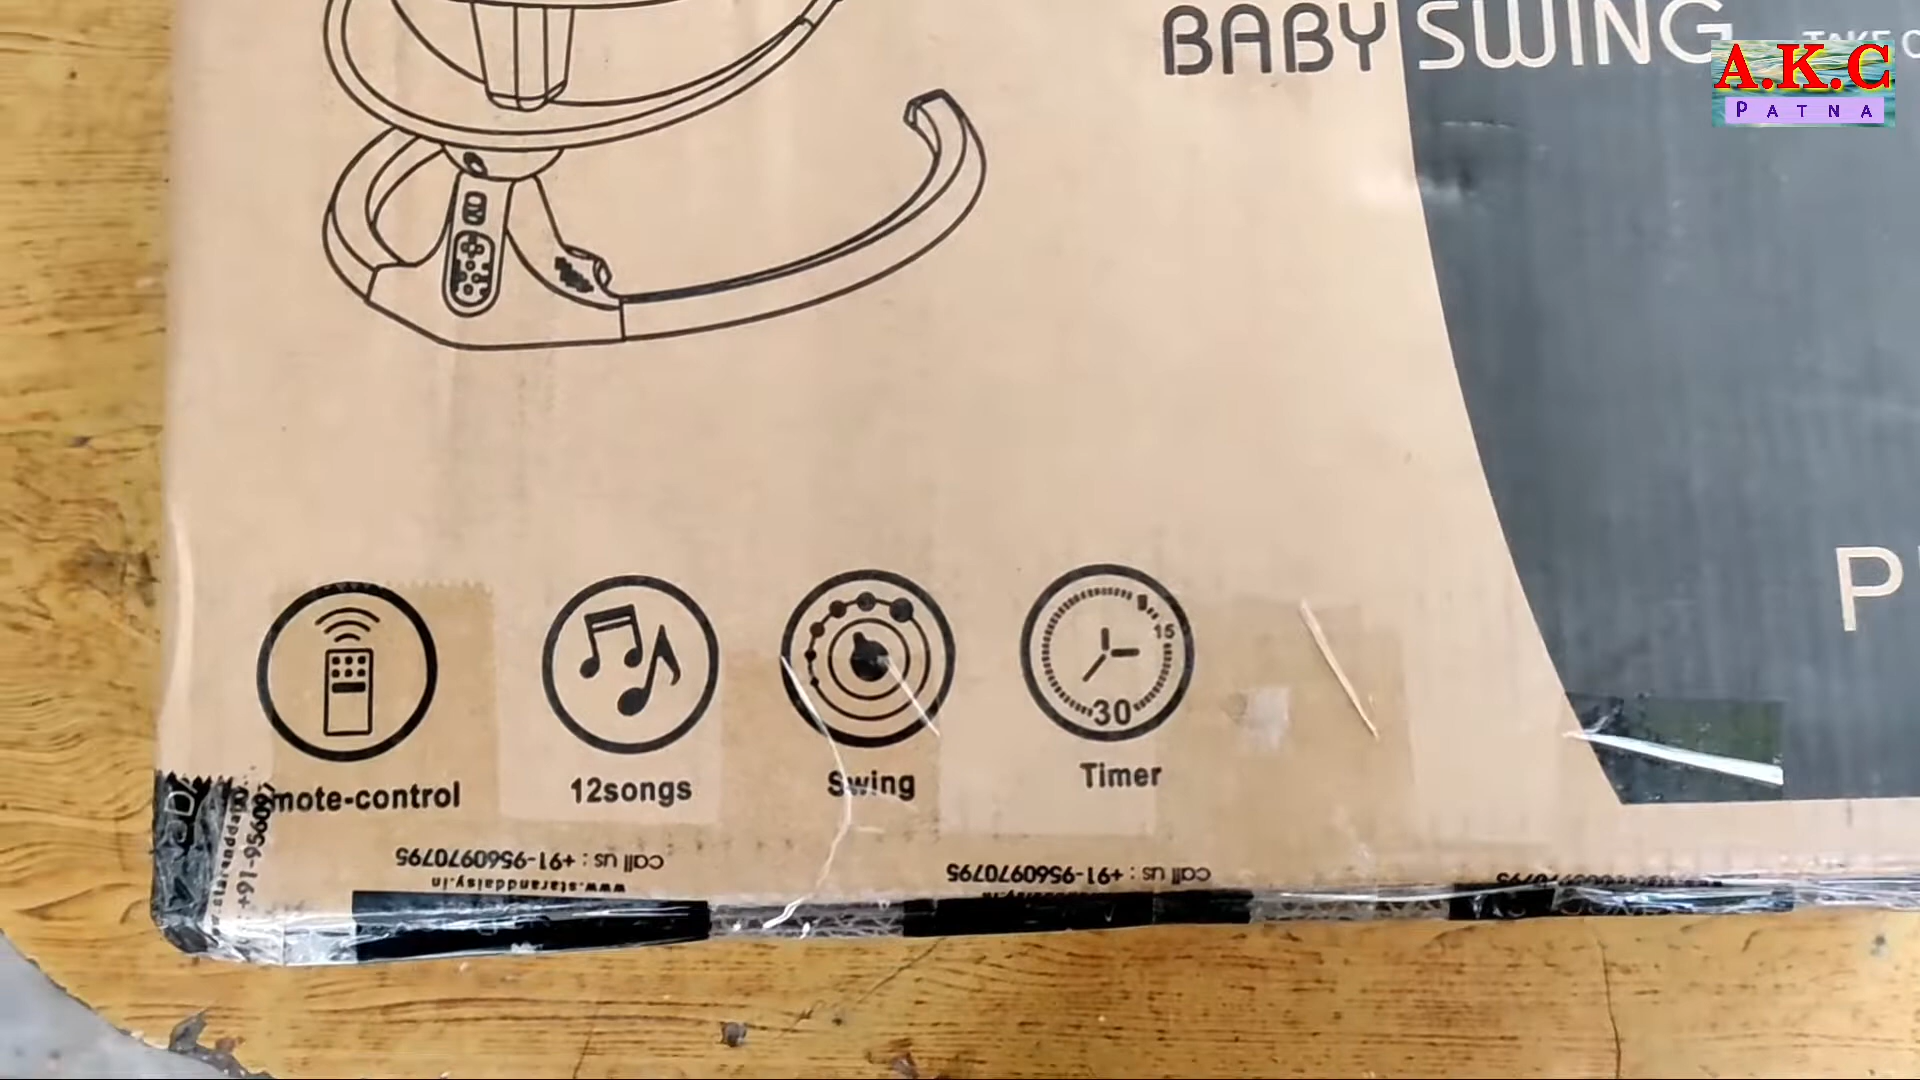 BABY SWING
A.K.C
PATNA
15
30
mote-control
12songs
Swing
Timer
call us : +91-9560970795
www.staranddaisy.in
call us : +91-9560970795